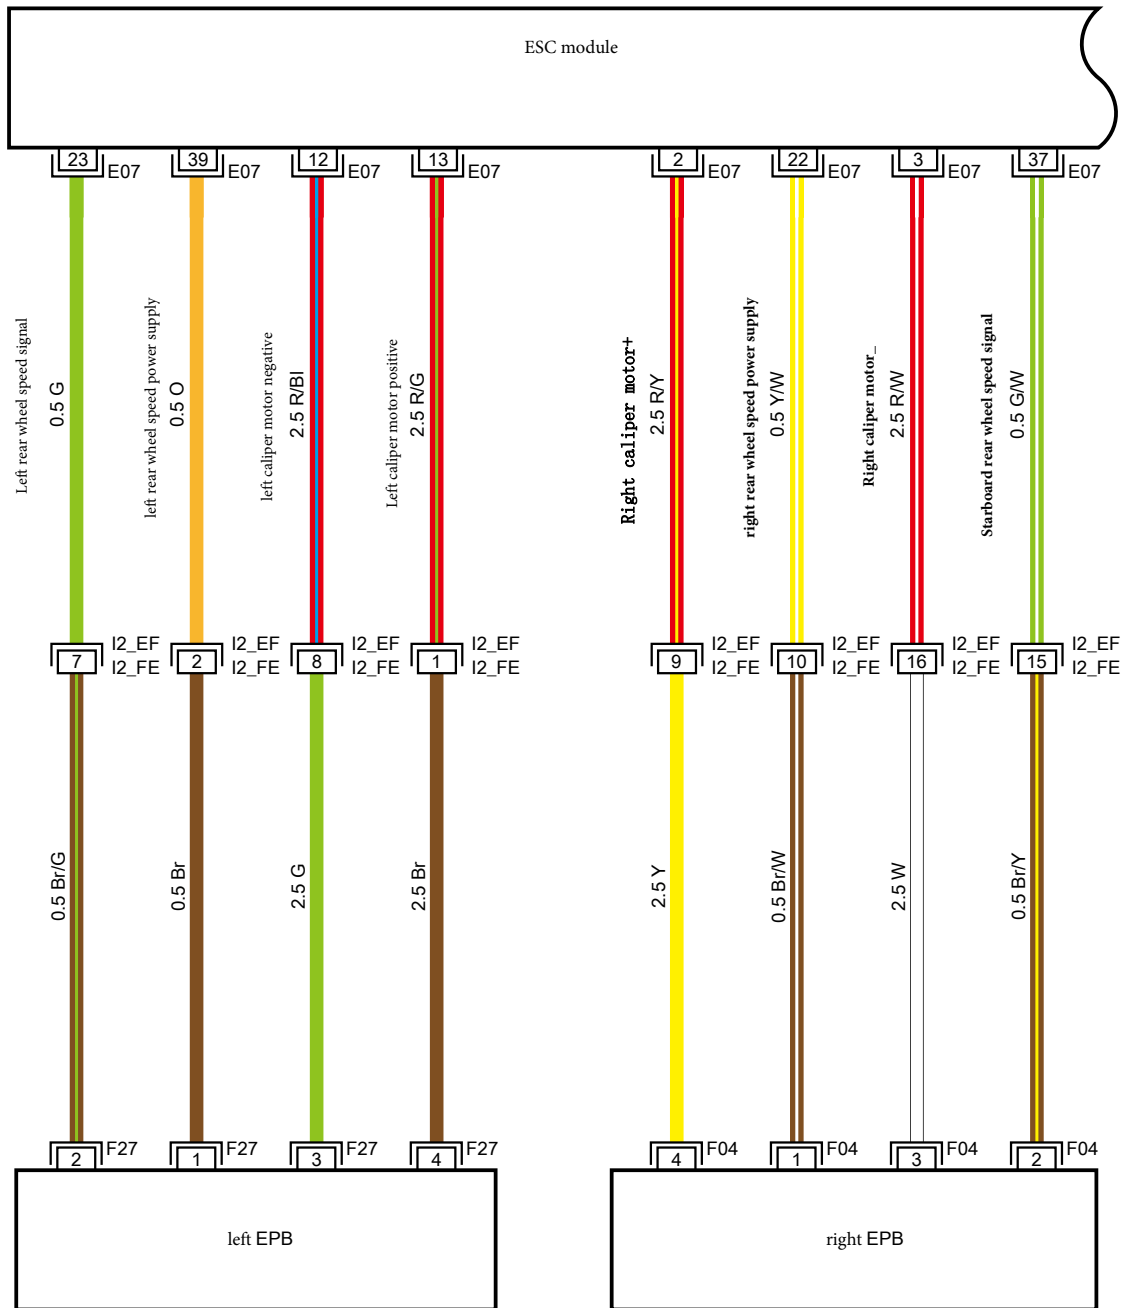 ESC module
23 E07
39 E07
12 E07
13 E07
2 E07
22 E07
3 E07
37 E07
Left rear wheel speed signal
0.5 G
left rear wheel speed power supply
0.5 O
left caliper motor negative
2.5 R/Bl
Left caliper motor positive
2.5 R/G
Right caliper motor+
2.5 R/Y
right rear wheel speed power supply
0.5 Y/W
Right caliper motor_
2.5 R/W
Starboard rear wheel speed signal
0.5 G/W
I2_EF
7 I2_FE
I2_EF
2 I2_FE
I2_EF
8 I2_FE
I2_EF
1 I2_FE
I2_EF
9 I2_FE
I2_EF
10 I2_FE
I2_EF
16 I2_FE
I2_EF
15 I2_FE
0.5 Br/G
0.5 Br
2.5 G
2.5 Br
2.5 Y
0.5 Br/W
2.5 W
0.5 Br/Y
2 F27
1 F27
3 F27
4 F27
4 F04
1 F04
3 F04
2 F04
left EPB
right EPB